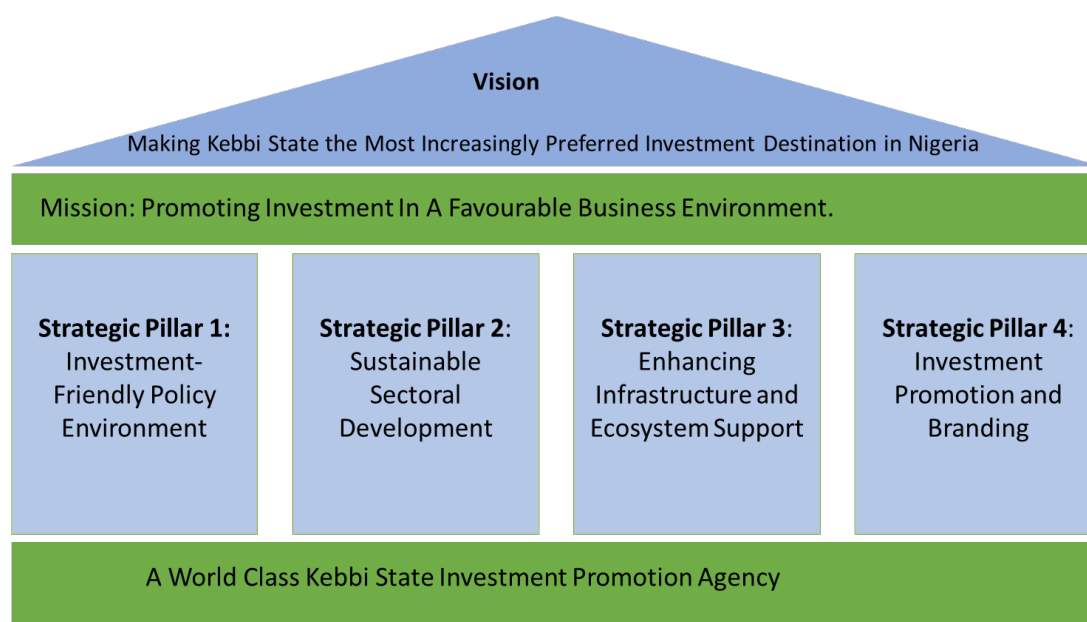 Vision
Making Kebbi State the Most Increasingly Preferred Investment Destination in Nigeria
Mission: Promoting Investment In A Favourable Business Environment.
Strategic Pillar 1:
Investment-
Friendly Policy
Environment
Strategic Pillar 2:
Sustainable
Sectoral
Development
Strategic Pillar 3:
Enhancing
Infrastructure and
Ecosystem Support
Strategic Pillar 4:
Investment
Promotion and
Branding
A World Class Kebbi State Investment Promotion Agency